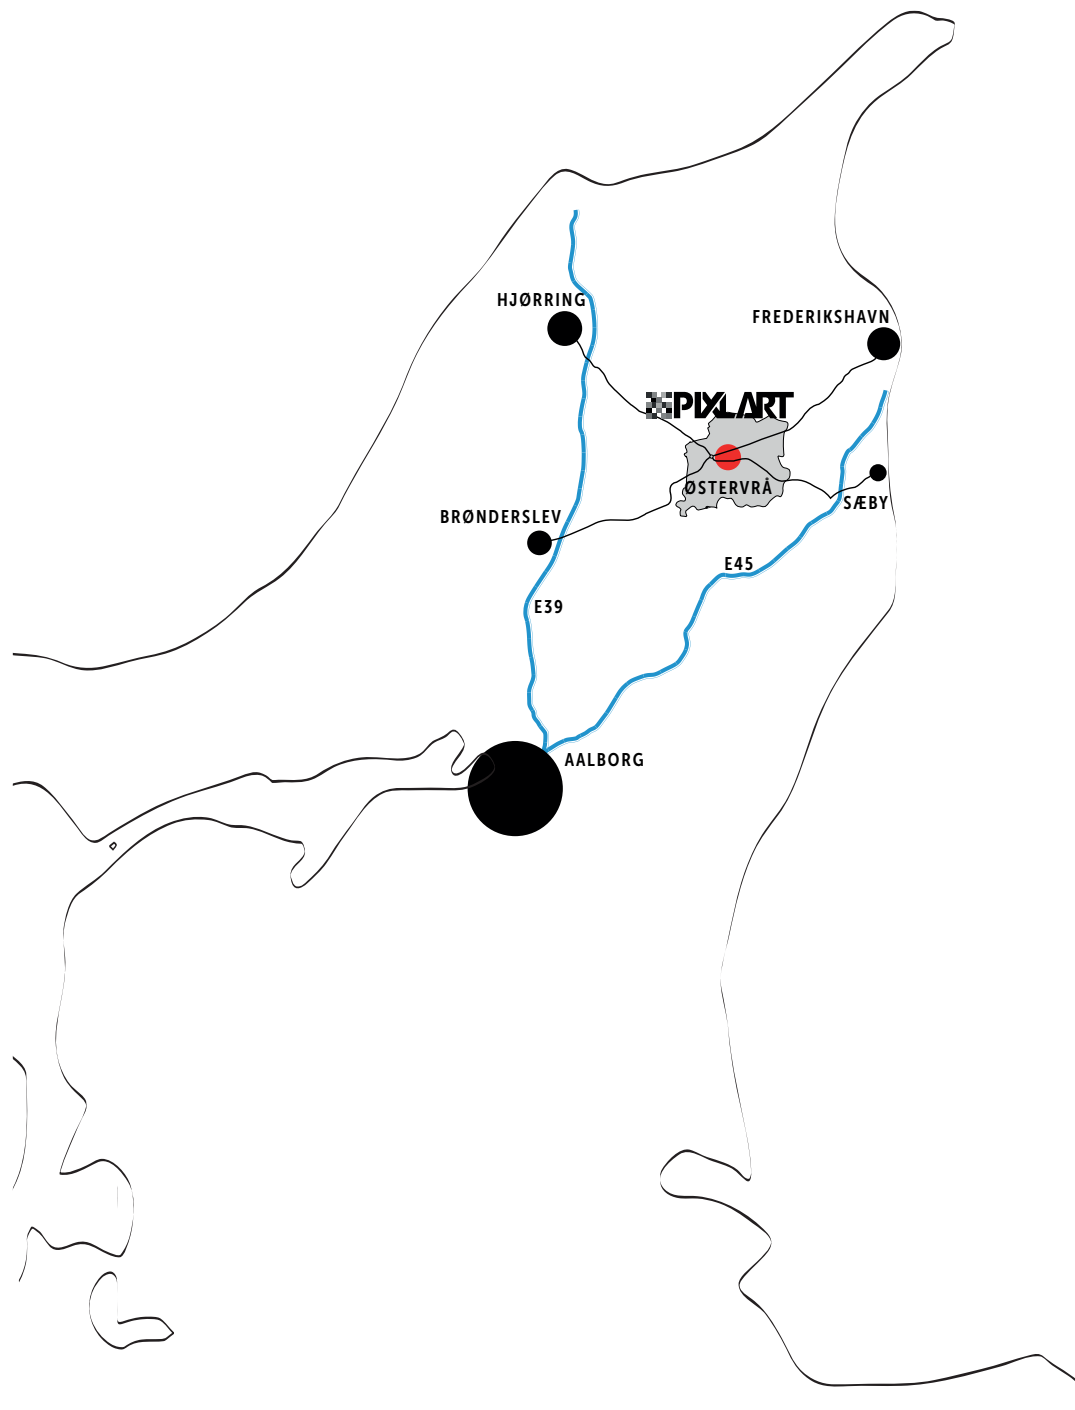 HJØRRING
FREDERIKSHAVN
PIXLART
ØSTERVRÅ
SÆBY
BRØNDERSLEV
E45
E39
AALBORG